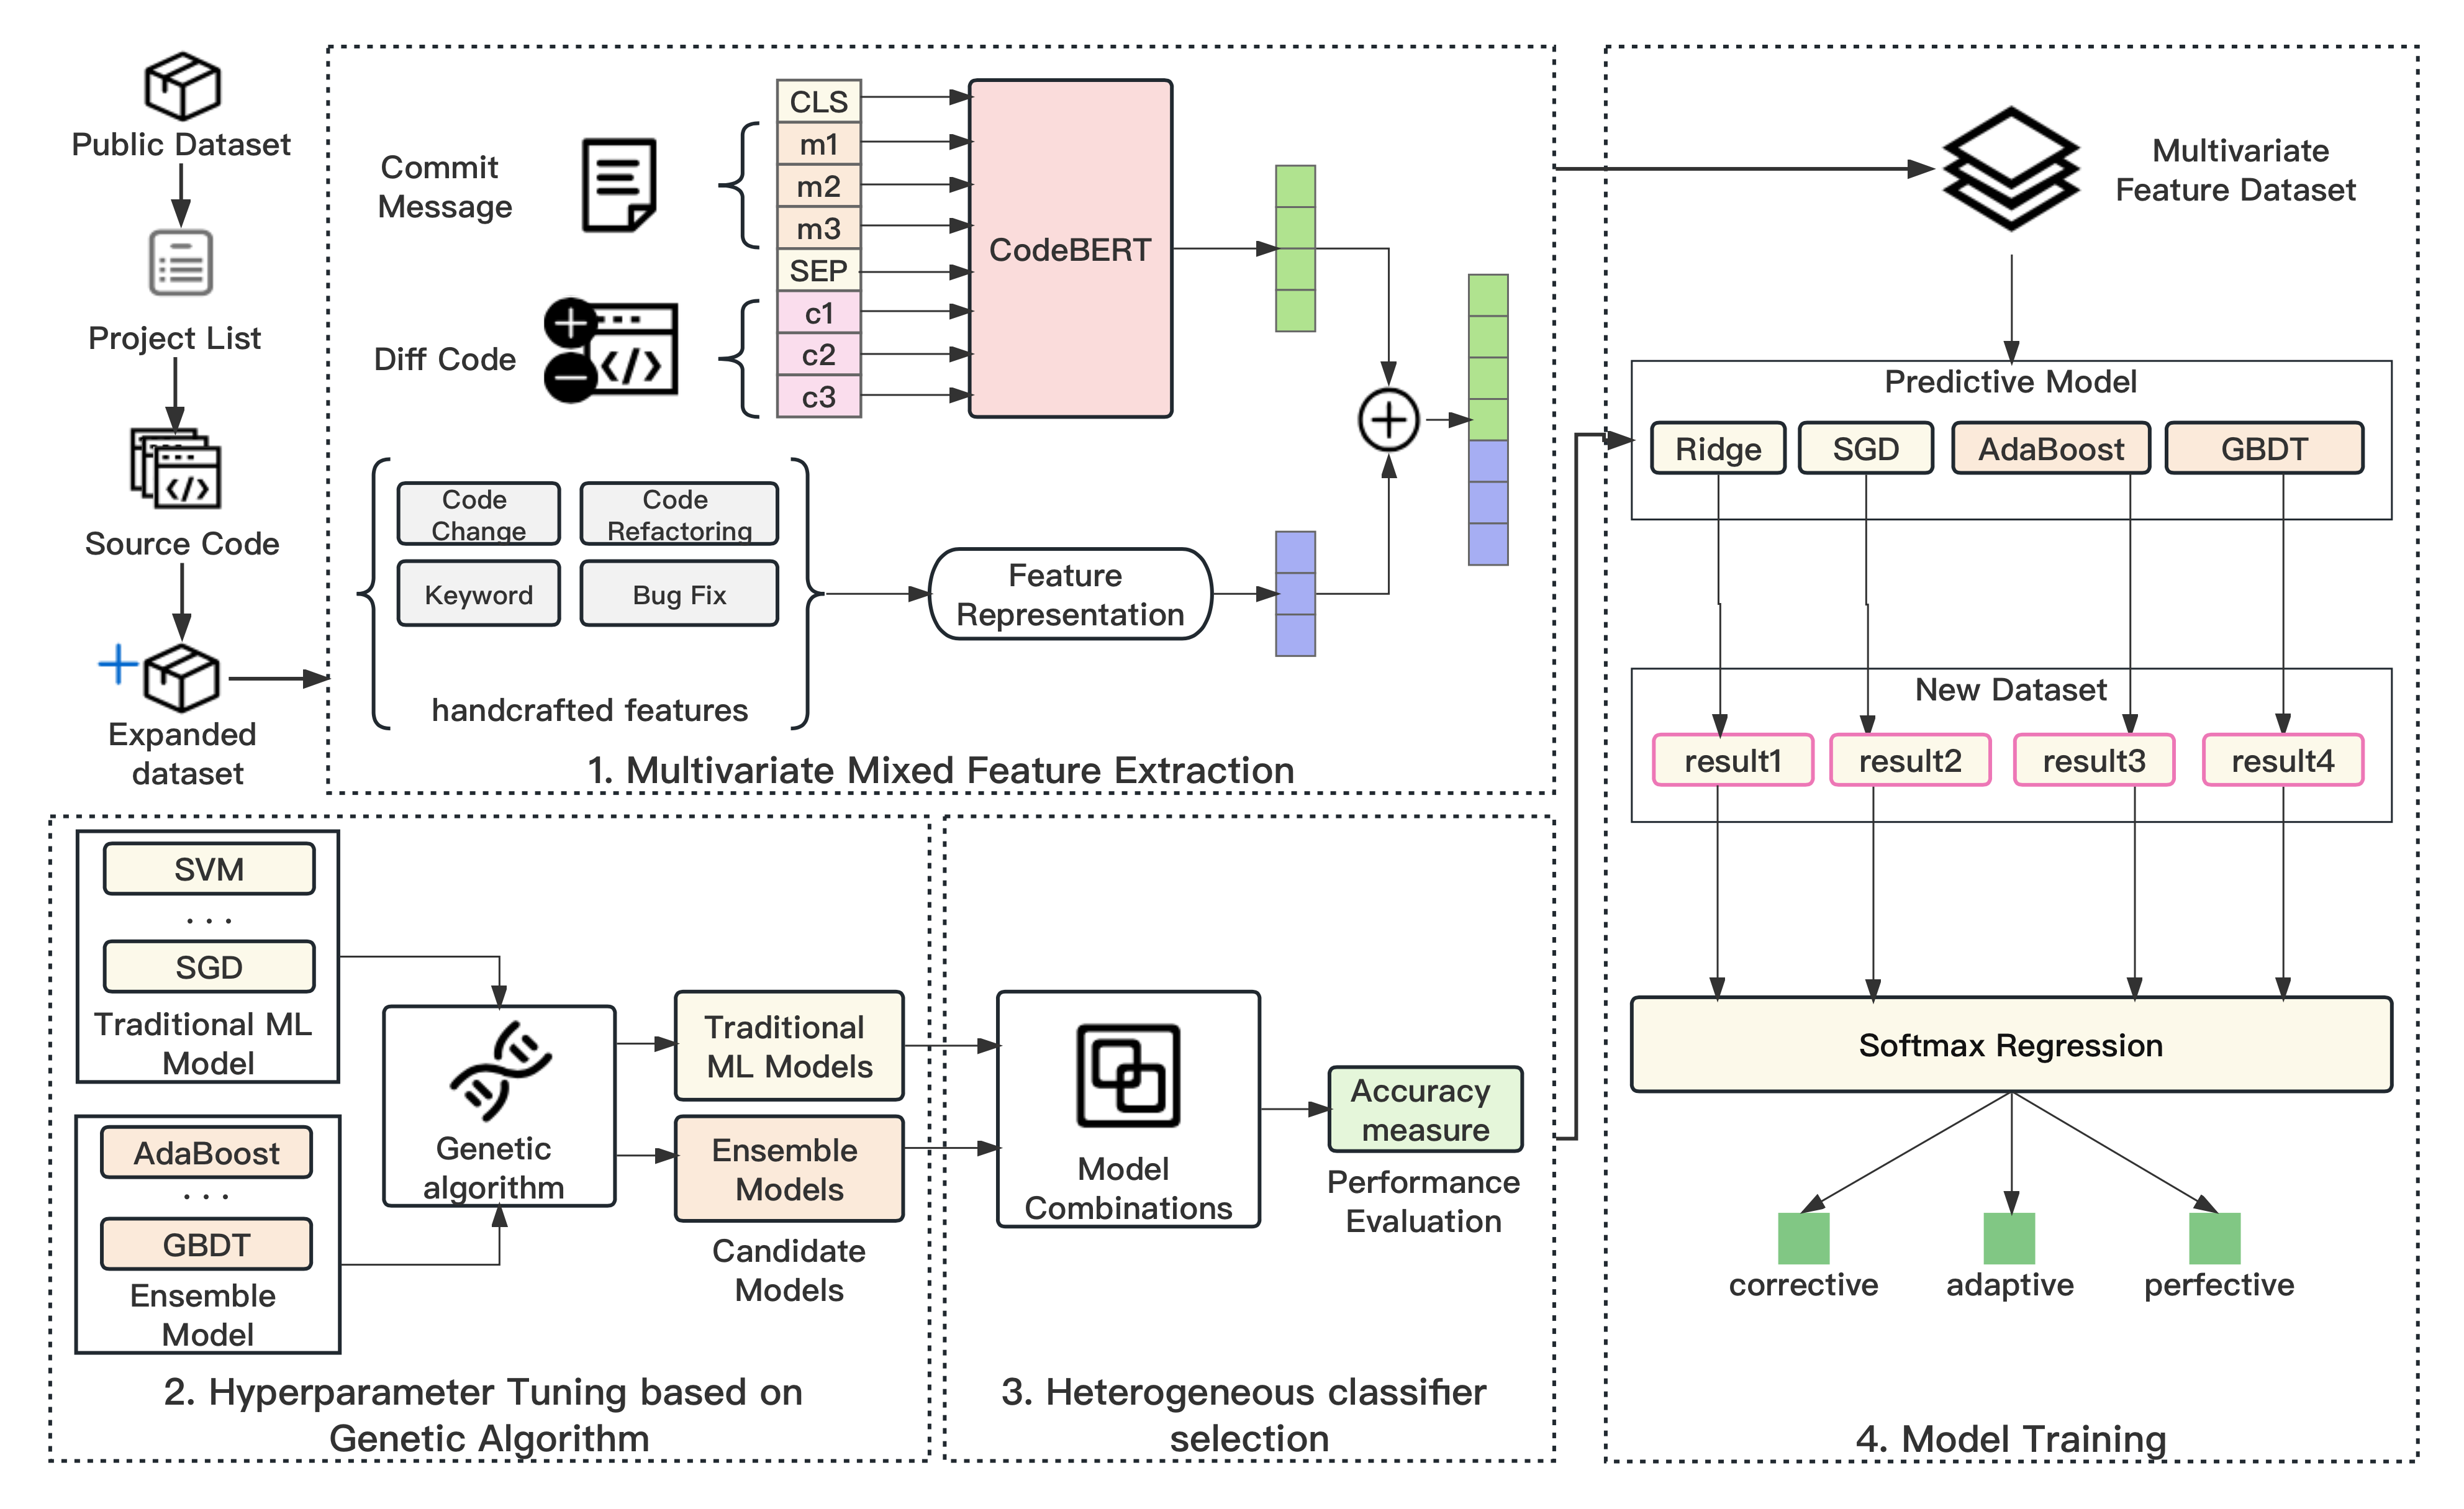 Public Dataset
Project List
Source Code
Expanded
dataset
Commit
Message
Diff Code
CLS
m1
m2
m3
SEP
c1
c2
c3
CodeBERT
Code
Change
Code
Refactoring
Keyword
Bug Fix
handcrafted features
Feature
Representation
1. Multivariate Mixed Feature Extraction
SVM
. . .
SGD
Traditional ML
Model
AdaBoost
. . .
GBDT
Ensemble
Model
Genetic
algorithm
Traditional
ML Models
Ensemble
Models
Candidate
Models
2. Hyperparameter Tuning based on
Genetic Algorithm
Model
Combinations
Accuracy
measure
Performance
Evaluation
3. Heterogeneous classifier
selection
Multivariate
Feature Dataset
Predictive Model
Ridge
SGD
AdaBoost
GBDT
New Dataset
result1
result2
result3
result4
Softmax Regression
corrective
adaptive
perfective
4. Model Training